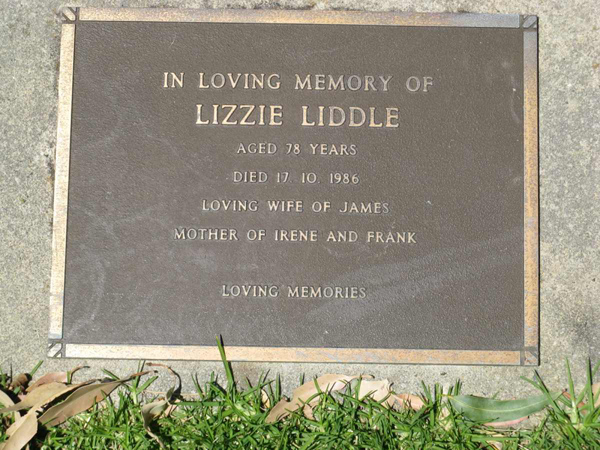 IN LOVING MEMORY OF
LIZZIE LIDDLE
AGED 78 YEARS
DIED 17. 10. 1986
LOVING WIFE OF JAMES
MOTHER OF IRENE AND FRANK
LOVING MEMORIES